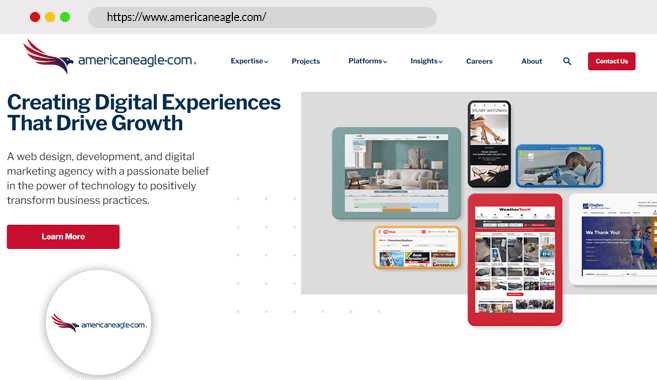 https://www.americaneagle.com/
americaneagle·com®
Expertise
Projects
Platforms
Insights
Careers
About
Contact Us
Creating Digital Experiences
That Drive Growth
A web design, development, and digital
marketing agency with a passionate belief
in the power of technology to positively
transform business practices.
Learn More
STUART WEITZMAN
WeatherTech
Hughes
We Thank You!
americaneagle·com